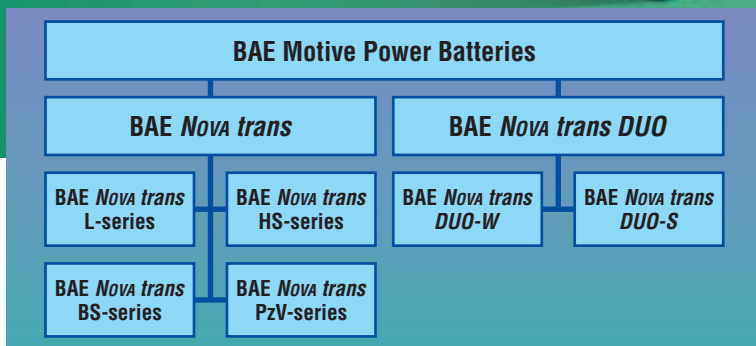 BAE Motive Power Batteries
BAE NOVA trans
BAE NOVA trans DUO
BAE NOVA trans
L-series
BAE NOVA trans
HS-series
BAE NOVA trans
DUO-W
BAE NOVA trans
DUO-S
BAE NOVA trans
BS-series
BAE NOVA trans
PzV-series